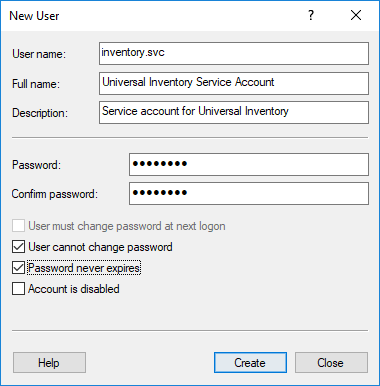 New User
?
User name: inventory.svc
Full name: Universal Inventory Service Account
Description: Service account for Universal Inventory
Password: ●●●●●●●●
Confirm password: ●●●●●●●●
User must change password at next logon
User cannot change password
Password never expires
Account is disabled
Help Create Close